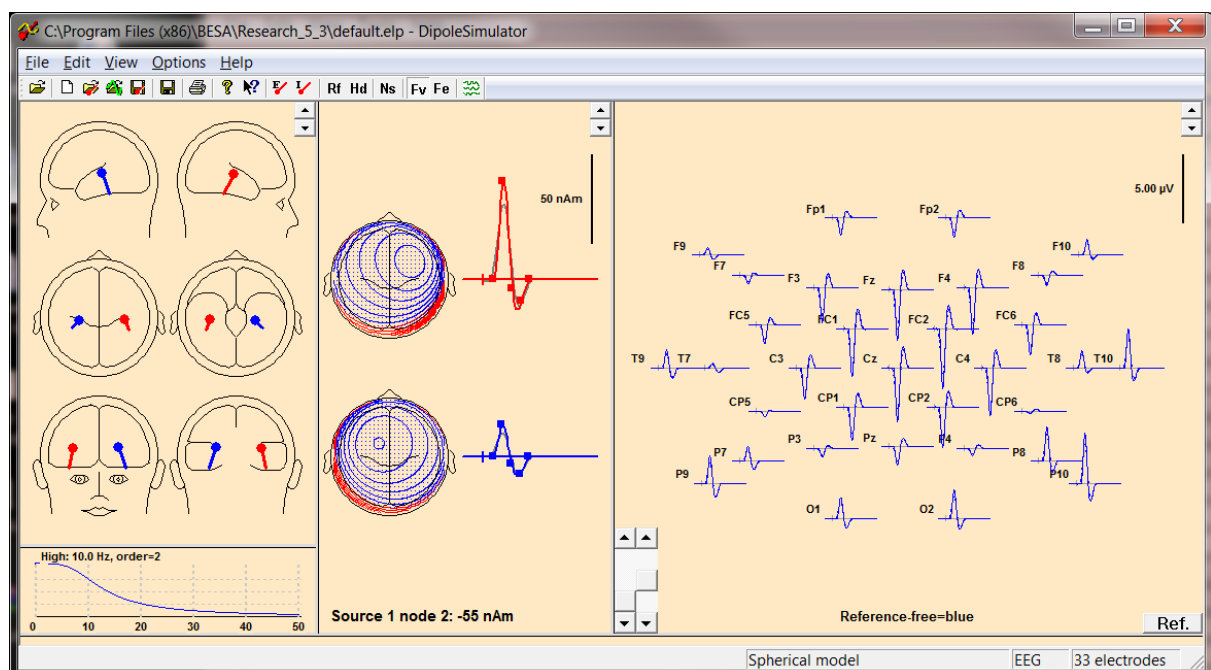 C:\Program Files (x86)\BESA\Research_5_3\default.elp - DipoleSimulator
File Edit View Options Help
Rf Hd Ns Fv Fe
50 nAm
5.00 µV
Fp1 Fp2
F9 F10
F7 F3 Fz F4 F8
FC5 FC1 FC2 FC6
T9 T7 C3 Cz C4 T8 T10
CP5 CP1 CP2 CP6
P7 P3 Pz P4 P8
P9 P10
O1 O2
High: 10.0 Hz, order=2
0 10 20 30 40 50
Source 1 node 2: -55 nAm
Reference-free=blue
Ref.
Spherical model EEG 33 electrodes